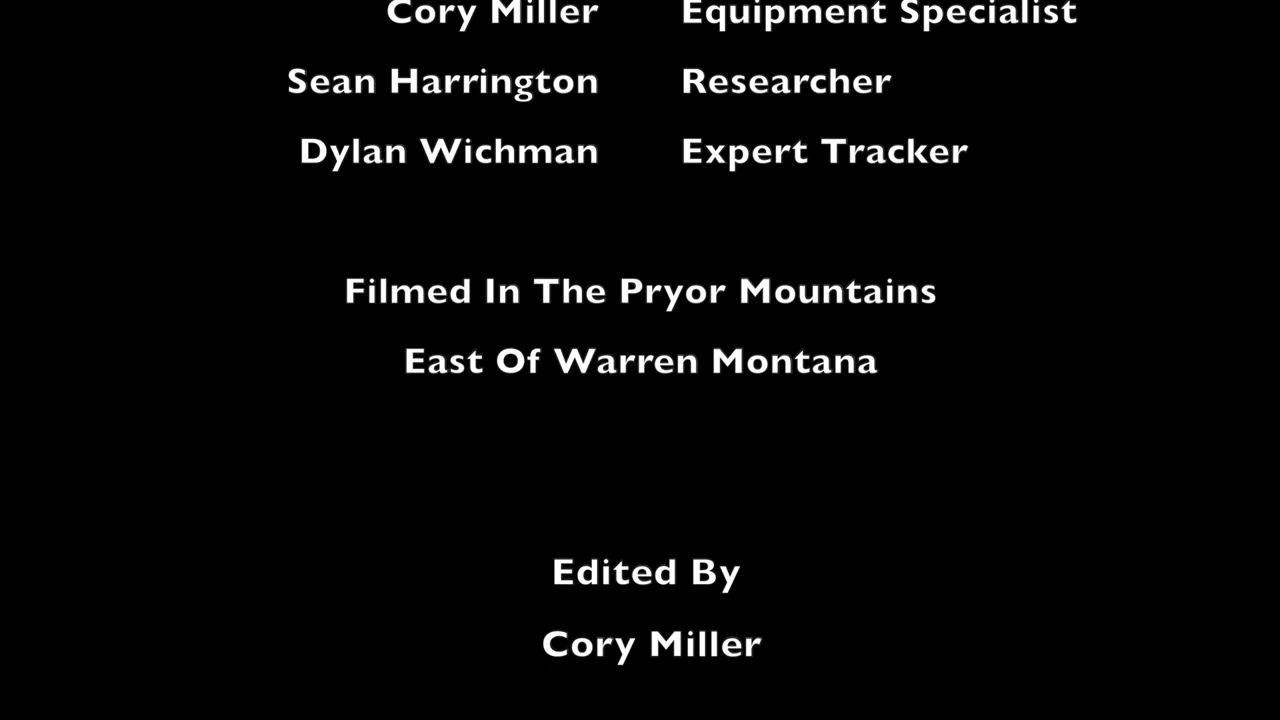 Cory Miller Equipment Specialist
Sean Harrington Researcher
Dylan Wichman Expert Tracker
Filmed In The Pryor Mountains
East Of Warren Montana
Edited By
Cory Miller